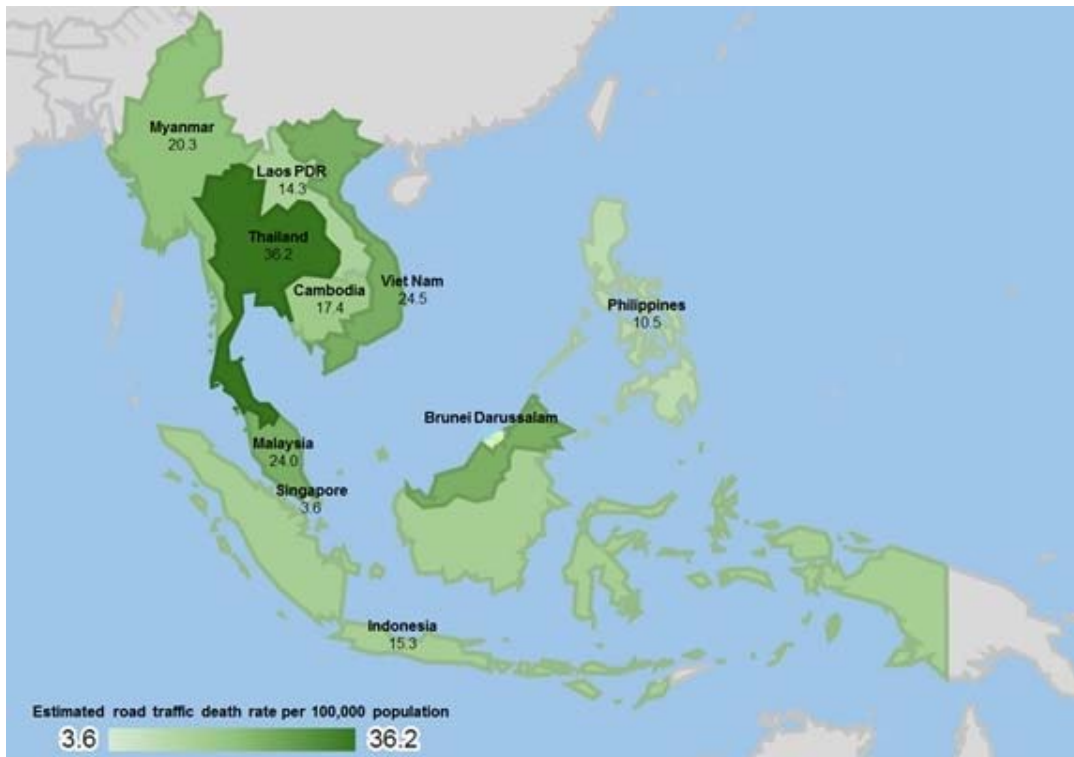 Myanmar
20.3
Laos PDR
14.3
Thailand
36.2
Viet Nam
24.5
Cambodia
17.4
Philippines
10.5
Brunei Darussalam
Malaysia
24.0
Singapore
3.6
Indonesia
15.3
Estimated road traffic death rate per 100,000 population
3.6 36.2